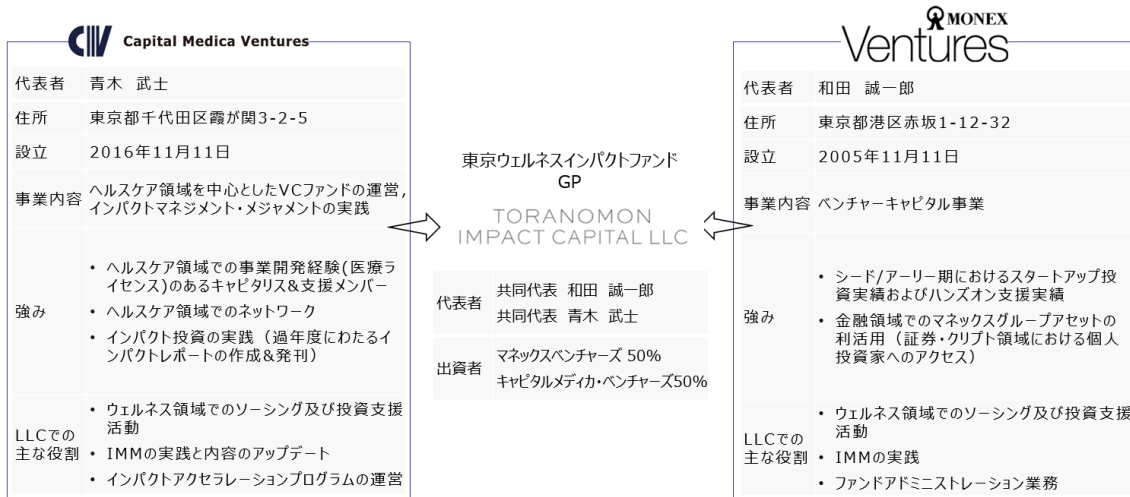 CIV Capital Medica Ventures
代表者 青木 武士
住所 東京都千代田区霞が関3-2-5
設立 2016年11月11日
事業内容 ヘルスケア領域を中心としたVCファンドの運営,
インパクトマネジメント・メジャメントの実践
強み
• ヘルスケア領域での事業開発経験(医療ラ
イセンス)のあるキャピタリス&支援メンバー
• ヘルスケア領域でのネットワーク
• インパクト投資の実践（過年度にわたるイ
ンパクトレポートの作成&発刊）
LLCでの
主な役割
• ウェルネス領域でのソーシング及び投資支援
活動
• IMMの実践と内容のアップデート
• インパクトアクセラレーションプログラムの運営
東京ウェルネスインパクトファンド
GP
TORANOMON
IMPACT CAPITAL LLC
代表者
共同代表 和田 誠一郎
共同代表 青木 武士
出資者
マネックスベンチャーズ 50%
キャピタルメディカ・ベンチャーズ50%
MONEX
Ventures
代表者 和田 誠一郎
住所 東京都港区赤坂1-12-32
設立 2005年11月11日
事業内容 ベンチャーキャピタル事業
強み
• シード/アーリー期におけるスタートアップ投
資実績およびハンズオン支援実績
• 金融領域でのマネックスグループアセットの
利活用（証券・クリプト領域における個人
投資家へのアクセス）
LLCでの
主な役割
• ウェルネス領域でのソーシング及び投資支援
活動
• IMMの実践
• ファンドアドミニストレーション業務